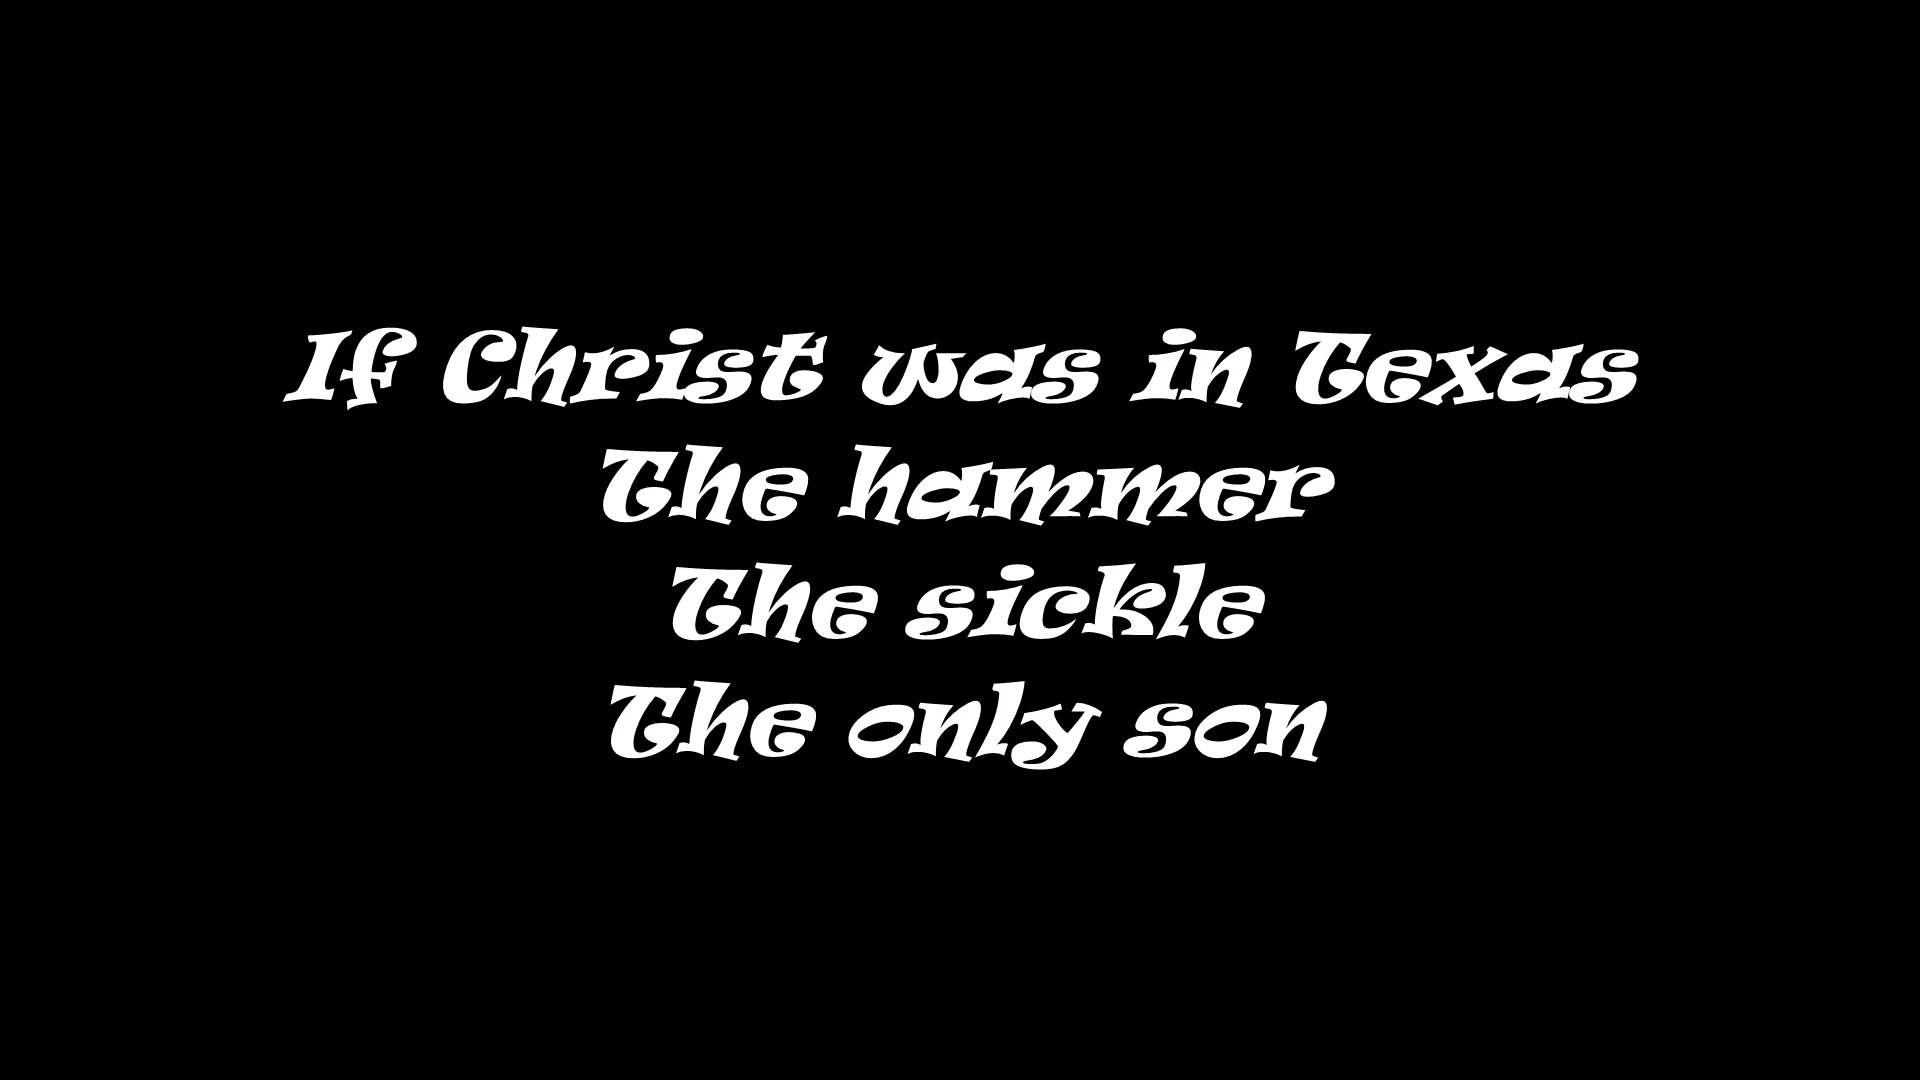 If Christ was in Texas
The hammer
The sickle
The only son